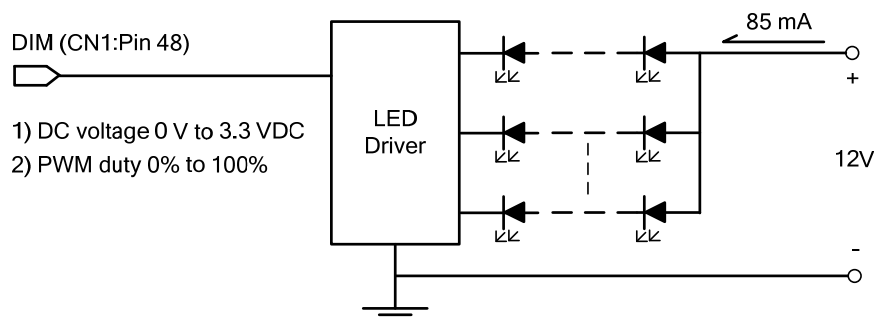 DIM (CN1:Pin 48)
1) DC voltage 0 V to 3.3 VDC
2) PWM duty 0% to 100%
LED
Driver
85 mA
+
12V
-